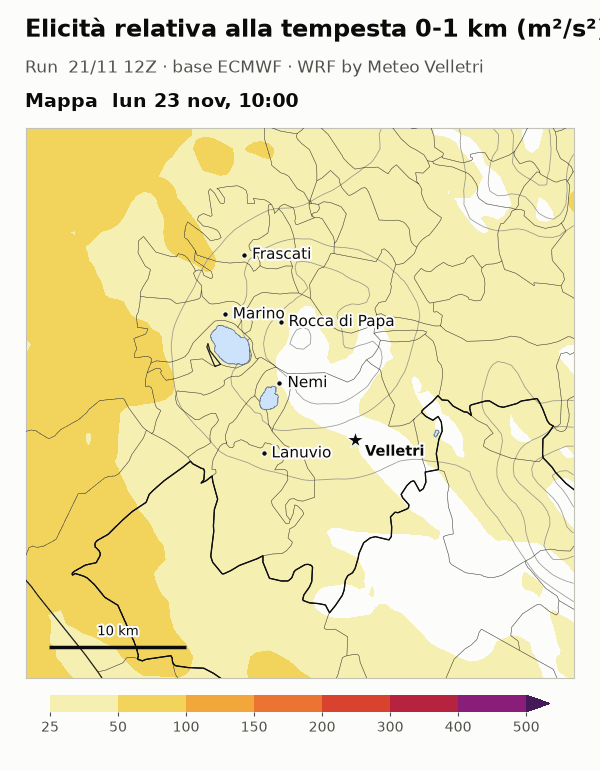 Elicità relativa alla tempesta 0-1 km (m²/s²)
Run  21/11 12Z · base ECMWF · WRF by Meteo Velletri
Mappa  lun 23 nov, 10:00
Frascati
Marino
Rocca di Papa
Nemi
Velletri
Lanuvio
10 km
25 50 100 150 200 300 400 500